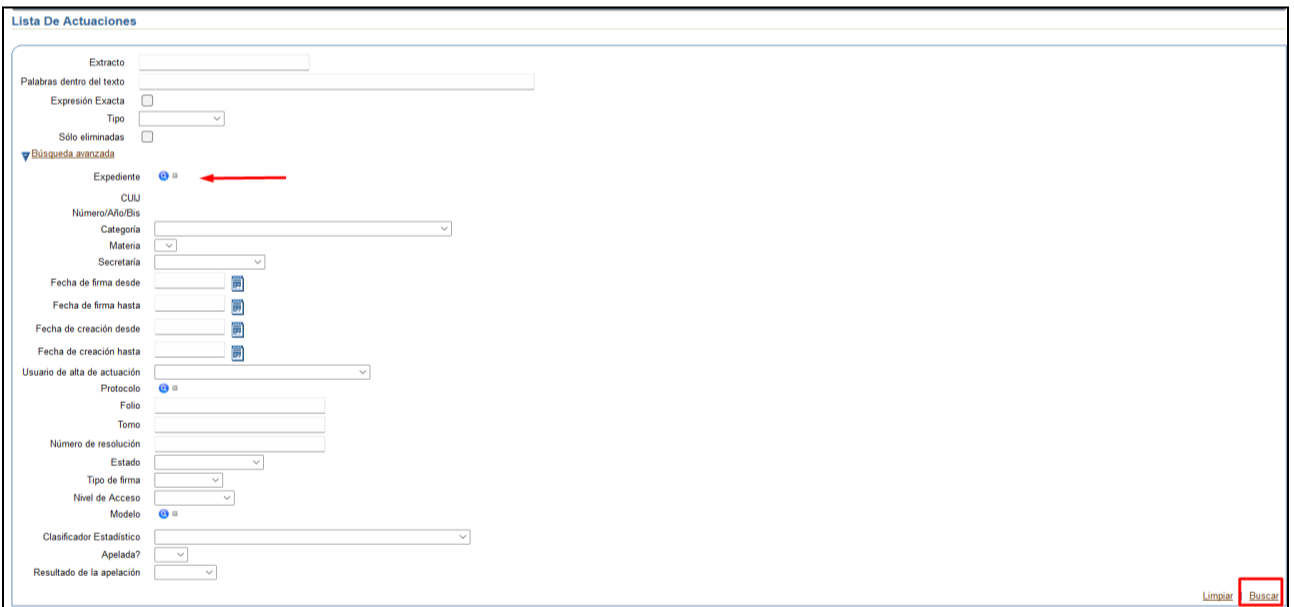 Lista De Actuaciones
Extracto
Palabras dentro del texto
Expresión Exacta
Tipo
Sólo eliminadas
Búsqueda avanzada
Expediente
CUIJ
Número/Año/Bis
Categoría
Materia
Secretaría
Fecha de firma desde
Fecha de firma hasta
Fecha de creación desde
Fecha de creación hasta
Usuario de alta de actuación
Protocolo
Folio
Tomo
Número de resolución
Estado
Tipo de firma
Nivel de Acceso
Modelo
Clasificador Estadístico
Apelada?
Resultado de la apelación
Limpiar | Buscar